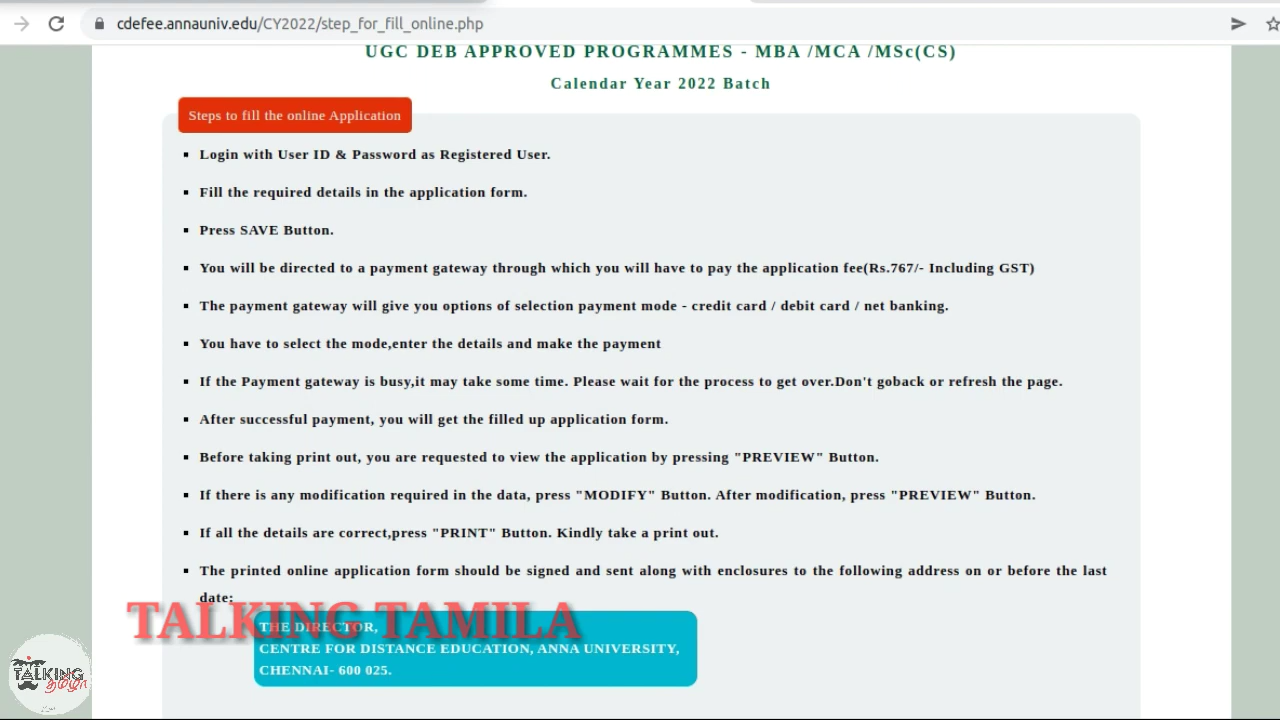 cdefee.annauniv.edu/CY2022/step_for_fill_online.php
UGC DEB APPROVED PROGRAMMES - MBA /MCA /MSc(CS)
Calendar Year 2022 Batch
Steps to fill the online Application
Login with User ID & Password as Registered User.
Fill the required details in the application form.
Press SAVE Button.
You will be directed to a payment gateway through which you will have to pay the application fee(Rs.767/- Including GST)
The payment gateway will give you options of selection payment mode - credit card / debit card / net banking.
You have to select the mode,enter the details and make the payment
If the Payment gateway is busy,it may take some time. Please wait for the process to get over.Don't goback or refresh the page.
After successful payment, you will get the filled up application form.
Before taking print out, you are requested to view the application by pressing "PREVIEW" Button.
If there is any modification required in the data, press "MODIFY" Button. After modification, press "PREVIEW" Button.
If all the details are correct,press "PRINT" Button. Kindly take a print out.
The printed online application form should be signed and sent along with enclosures to the following address on or before the last
date:
TALKING TAMILA
THE DIRECTOR,
CENTRE FOR DISTANCE EDUCATION, ANNA UNIVERSITY,
CHENNAI- 600 025.
TALKING
தமிழா